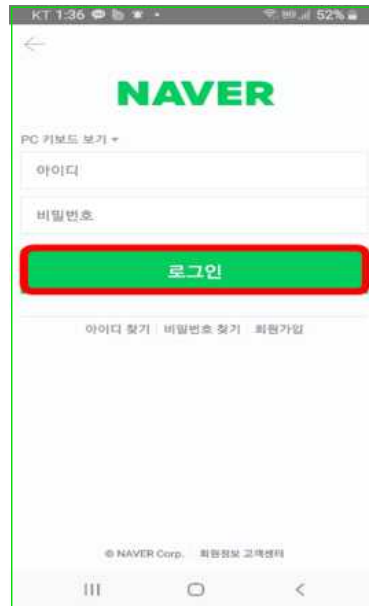 KT 1:36 52%
NAVER
PC 키보드 보기
아이디
비밀번호
로그인
아이디 찾기 비밀번호 찾기 회원가입
© NAVER Corp. 회원정보 고객센터